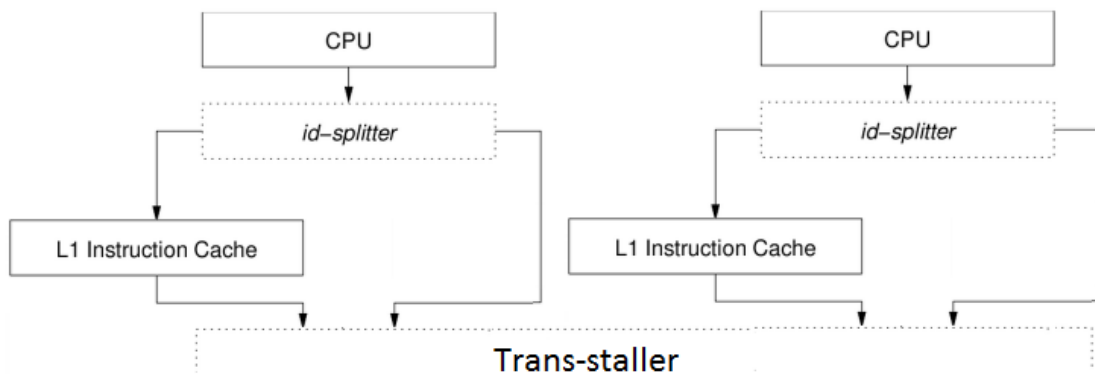 CPU
CPU
id-splitter
id-splitter
L1 Instruction Cache
L1 Instruction Cache
Trans-staller